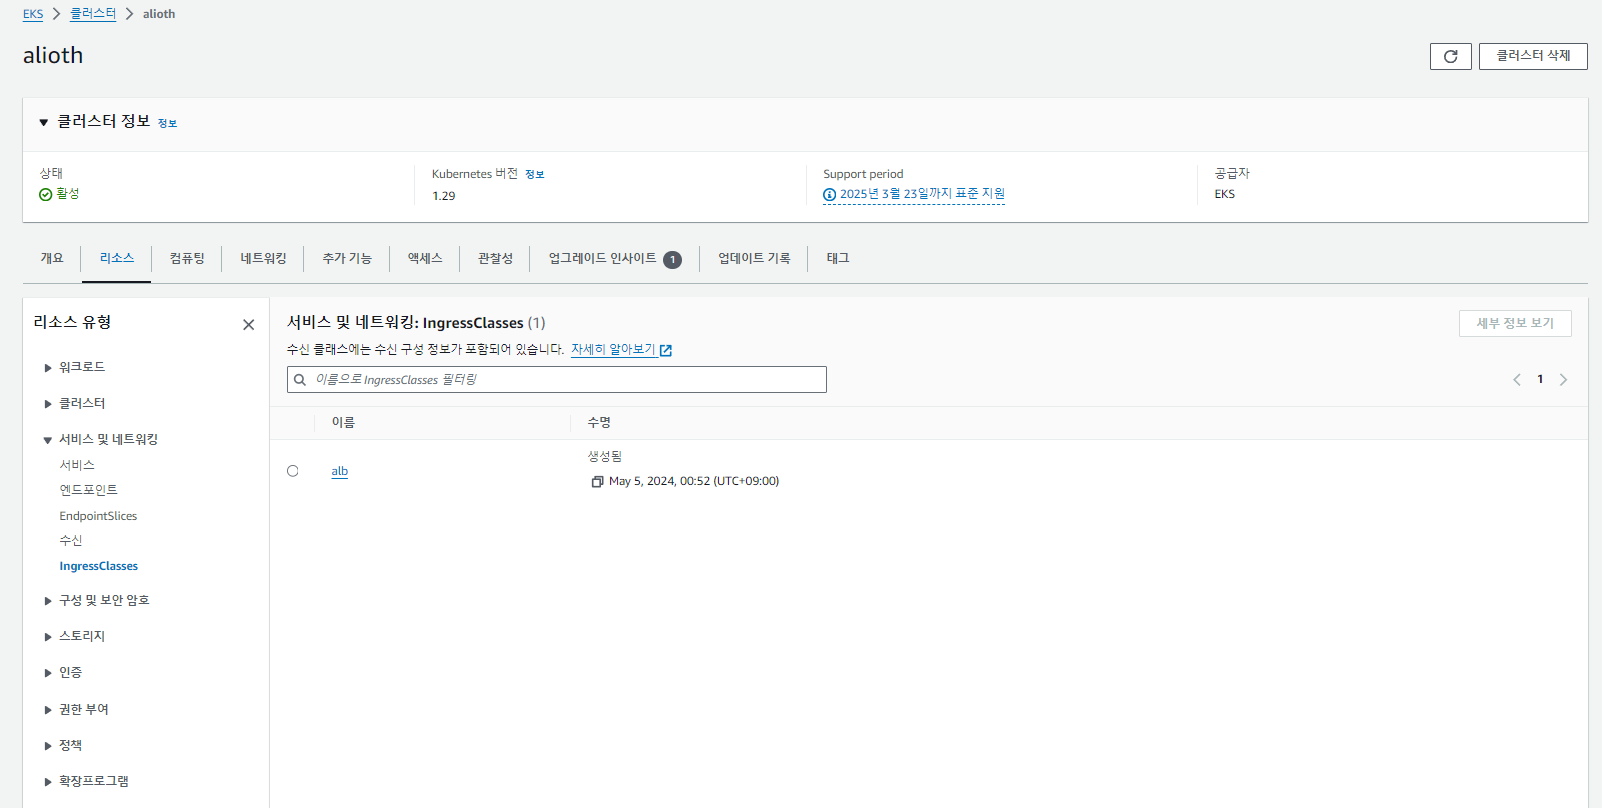 EKS > 클러스터 > alioth
alioth
클러스터 삭제
클러스터 정보 정보
상태
활성
Kubernetes 버전 정보
1.29
Support period
2025년 3월 23일까지 표준 지원
공급자
EKS
개요 리소스 컴퓨팅 네트워킹 추가 기능 액세스 관찰성 업그레이드 인사이트 1 업데이트 기록 태그
리소스 유형
워크로드
클러스터
서비스 및 네트워킹
서비스
엔드포인트
EndpointSlices
수신
IngressClasses
구성 및 보안 암호
스토리지
인증
권한 부여
정책
확장프로그램
서비스 및 네트워킹: IngressClasses (1)
세부 정보 보기
수신 클래스에는 수신 구성 정보가 포함되어 있습니다. 자세히 알아보기
이름으로 IngressClasses 필터링
1
이름 수명
alb
생성됨
May 5, 2024, 00:52 (UTC+09:00)